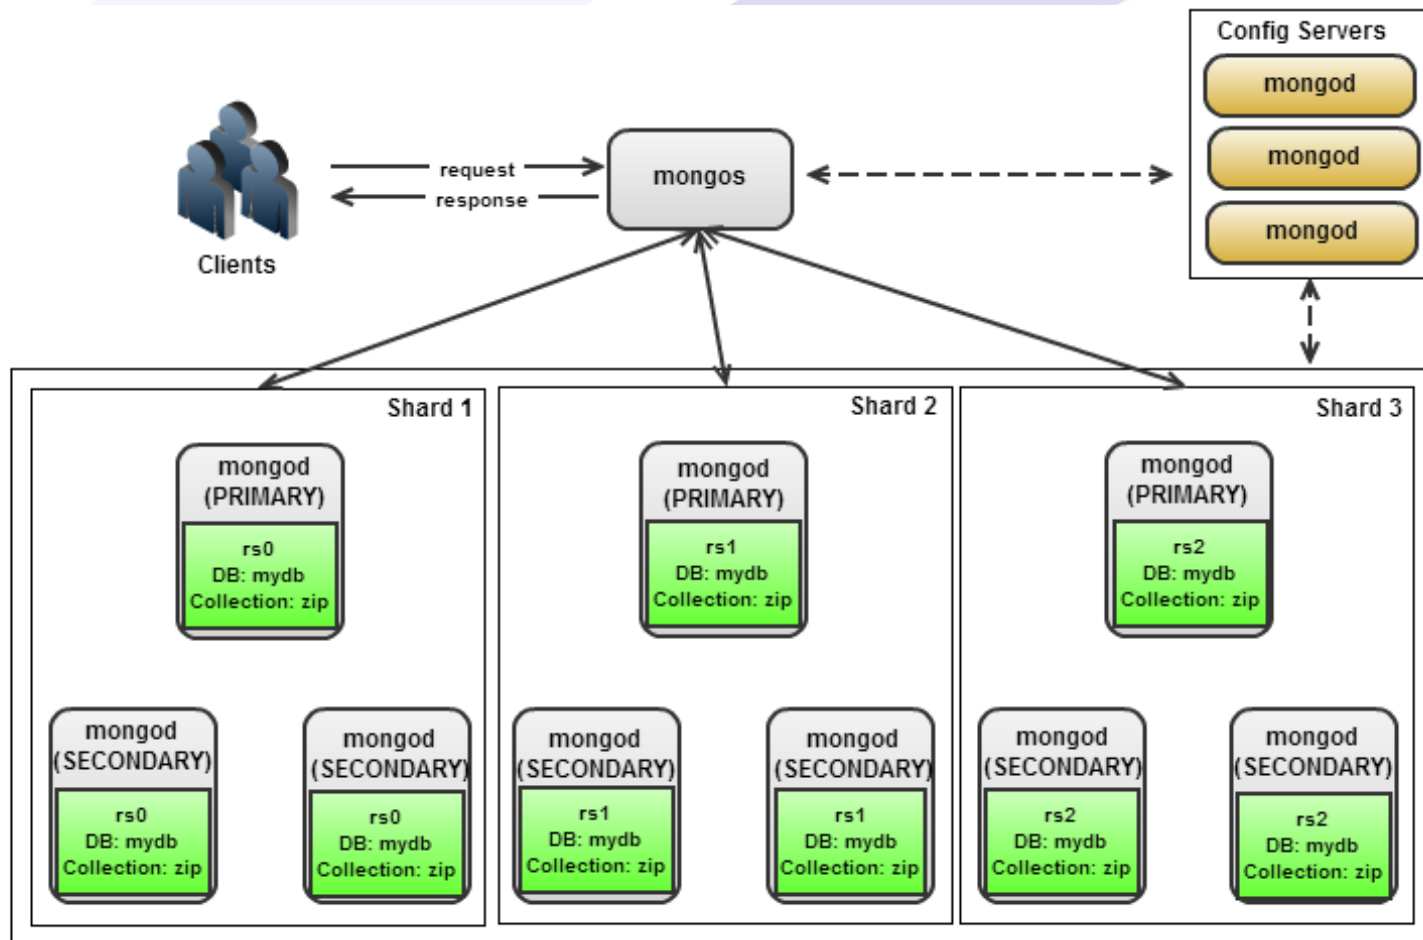 Config Servers
mongod
mongod
mongod
request
response
mongos
Clients
Shard 1
mongod
(PRIMARY)
rs0
DB: mydb
Collection: zip
mongod
(SECONDARY)
rs0
DB: mydb
Collection: zip
mongod
(SECONDARY)
rs0
DB: mydb
Collection: zip
Shard 2
mongod
(PRIMARY)
rs1
DB: mydb
Collection: zip
mongod
(SECONDARY)
rs1
DB: mydb
Collection: zip
mongod
(SECONDARY)
rs1
DB: mydb
Collection: zip
Shard 3
mongod
(PRIMARY)
rs2
DB: mydb
Collection: zip
mongod
(SECONDARY)
rs2
DB: mydb
Collection: zip
mongod
(SECONDARY)
rs2
DB: mydb
Collection: zip